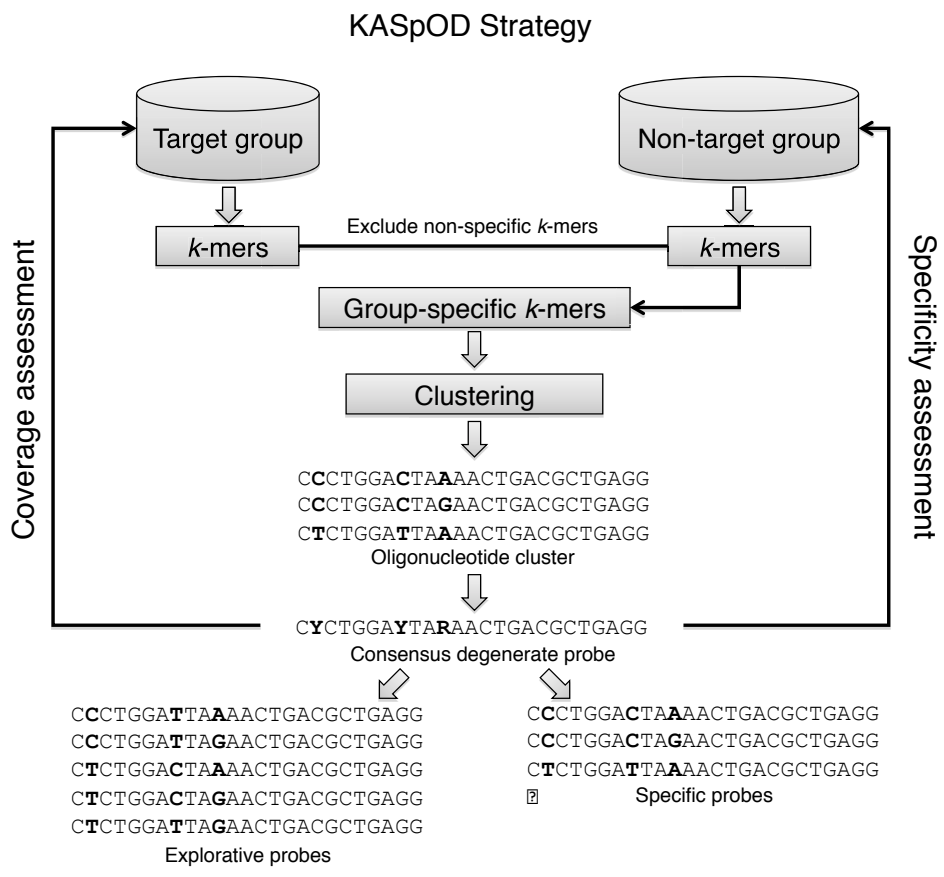 KASpOD Strategy
Target group
Non-target group
Exclude non-specific k-mers
k-mers
k-mers
Group-specific k-mers
Clustering
Coverage assessment
Specificity assessment
CCCTGGACTAAAACTGACGCTGAGG
CCCTGGACTAGAACTGACGCTGAGG
CTCTGGATTAAAACTGACGCTGAGG
Oligonucleotide cluster
CYCTGGAYTARAACTGACGCTGAGG
Consensus degenerate probe
CCCTGGATTAAAACTGACGCTGAGG
CCCTGGATTAGAACTGACGCTGAGG
CTCTGGACTAAAACTGACGCTGAGG
CTCTGGACTAGAACTGACGCTGAGG
CTCTGGATTAGAACTGACGCTGAGG
Explorative probes
CCCTGGACTAAAACTGACGCTGAGG
CCCTGGACTAGAACTGACGCTGAGG
CTCTGGATTAAAACTGACGCTGAGG
Specific probes